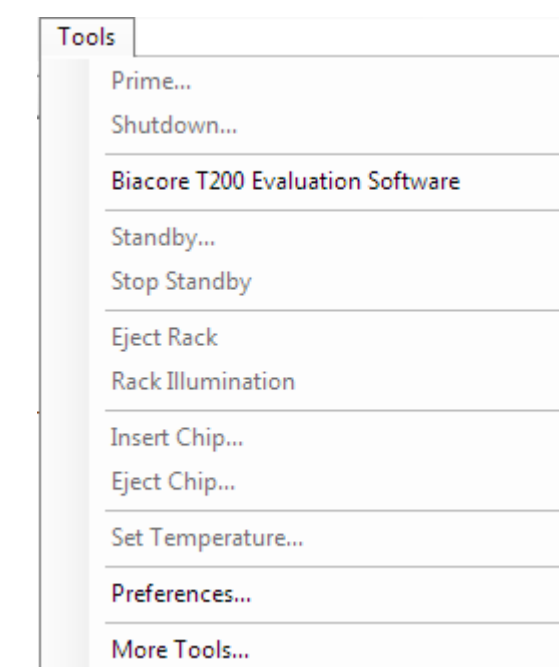 Tools
Prime...
Shutdown...
Biacore T200 Evaluation Software
Standby...
Stop Standby
Eject Rack
Rack Illumination
Insert Chip...
Eject Chip...
Set Temperature...
Preferences...
More Tools...